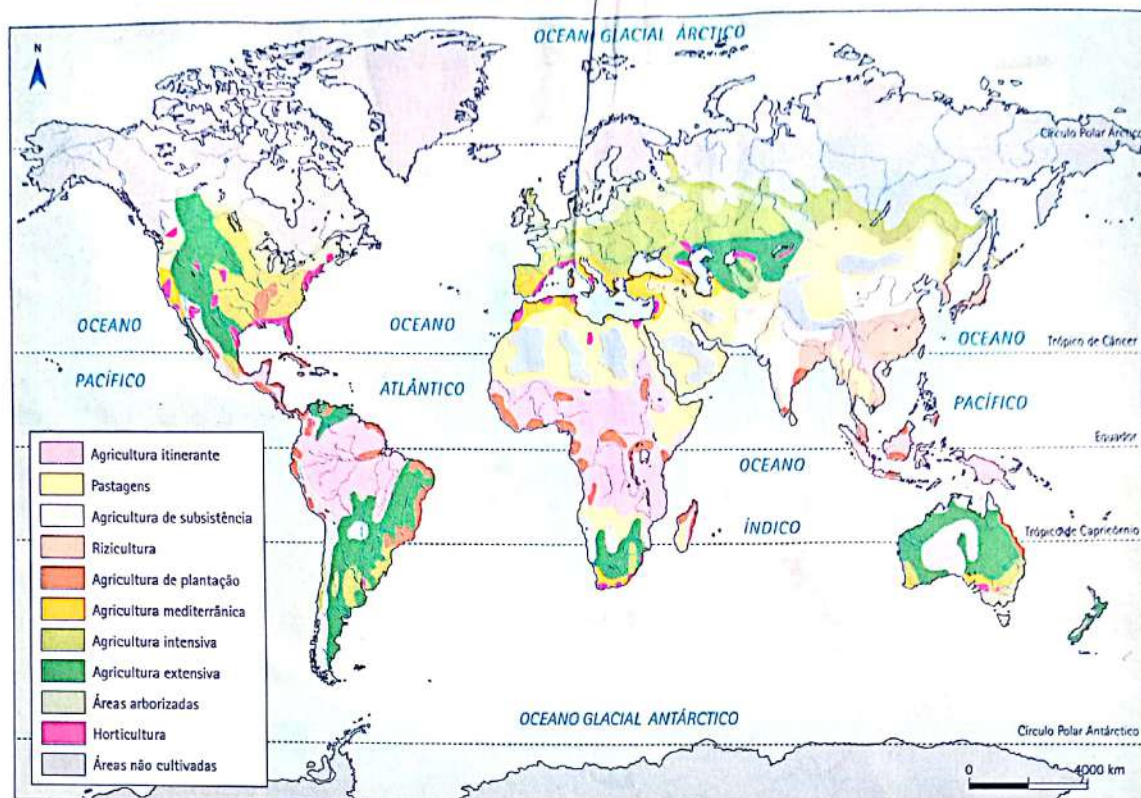 N
OCEANO GLACIAL ÁRCTICO
Círculo Polar Árctico
OCEANO
OCEANO
OCEANO
Trópico de Câncer
PACÍFICO
ATLÂNTICO
PACÍFICO
Equador
OCEANO
ÍNDICO
Trópico de Capricórnio
Agricultura itinerante
Pastagens
Agricultura de subsistência
Rizicultura
Agricultura de plantação
Agricultura mediterrânica
Agricultura intensiva
Agricultura extensiva
Áreas arborizadas
Horticultura
Áreas não cultivadas
OCEANO GLACIAL ANTÁRCTICO
Círculo Polar Antárctico
0 4000 km